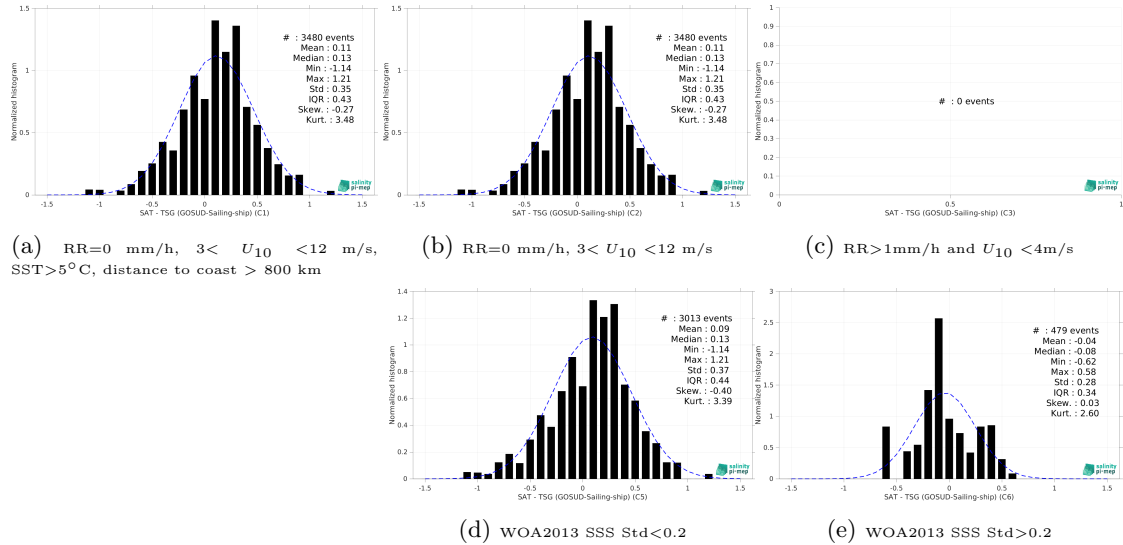 1.5
1
0.5
0
Normalized histogram
# : 3480 events
Mean : 0.11
Median : 0.13
Min : -1.14
Max : 1.21
Std : 0.35
IQR : 0.43
Skew. : -0.27
Kurt. : 3.48
salinity
pi-mep
-1.5 -1 -0.5 0 0.5 1 1.5
SAT - TSG (GOSUD-Sailing-ship) (C1)
(a) RR=0 mm/h, 3< U10 <12 m/s,
SST>5°C, distance to coast > 800 km
1.5
1
0.5
0
Normalized histogram
# : 3480 events
Mean : 0.11
Median : 0.13
Min : -1.14
Max : 1.21
Std : 0.35
IQR : 0.43
Skew. : -0.27
Kurt. : 3.48
salinity
pi-mep
-1.5 -1 -0.5 0 0.5 1 1.5
SAT - TSG (GOSUD-Sailing-ship) (C2)
(b) RR=0 mm/h, 3< U10 <12 m/s
1
0.9
0.8
0.7
0.6
0.5
0.4
0.3
0.2
0.1
0
Normalized histogram
# : 0 events
salinity
pi-mep
0 0.5 1
SAT - TSG (GOSUD-Sailing-ship) (C3)
(c) RR>1mm/h and U10 <4m/s
1.4
1.2
1
0.8
0.6
0.4
0.2
0
Normalized histogram
# : 3013 events
Mean : 0.09
Median : 0.13
Min : -1.14
Max : 1.21
Std : 0.37
IQR : 0.44
Skew. : -0.40
Kurt. : 3.39
salinity
pi-mep
-1.5 -1 -0.5 0 0.5 1 1.5
SAT - TSG (GOSUD-Sailing-ship) (C5)
(d) WOA2013 SSS Std<0.2
3
2.5
2
1.5
1
0.5
0
Normalized histogram
# : 479 events
Mean : -0.04
Median : -0.08
Min : -0.62
Max : 0.58
Std : 0.28
IQR : 0.34
Skew. : 0.03
Kurt. : 2.60
salinity
pi-mep
-1.5 -1 -0.5 0 0.5 1 1.5
SAT - TSG (GOSUD-Sailing-ship) (C6)
(e) WOA2013 SSS Std>0.2